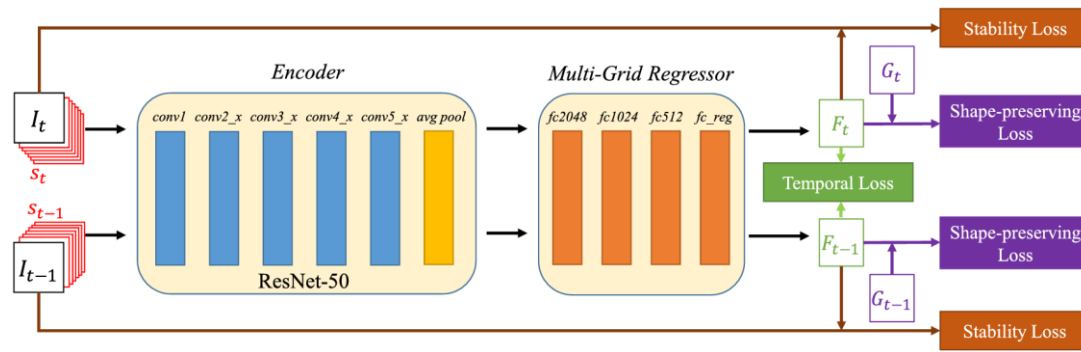 Stability Loss
Encoder
Multi-Grid Regressor
G_t
I_t
conv1 conv2_x conv3_x conv4_x conv5_x avg pool
fc2048 fc1024 fc512 fc_reg
F_t
Shape-preserving
Loss
s_t
Temporal Loss
s_{t-1}
I_{t-1}
F_{t-1}
Shape-preserving
Loss
ResNet-50
G_{t-1}
Stability Loss